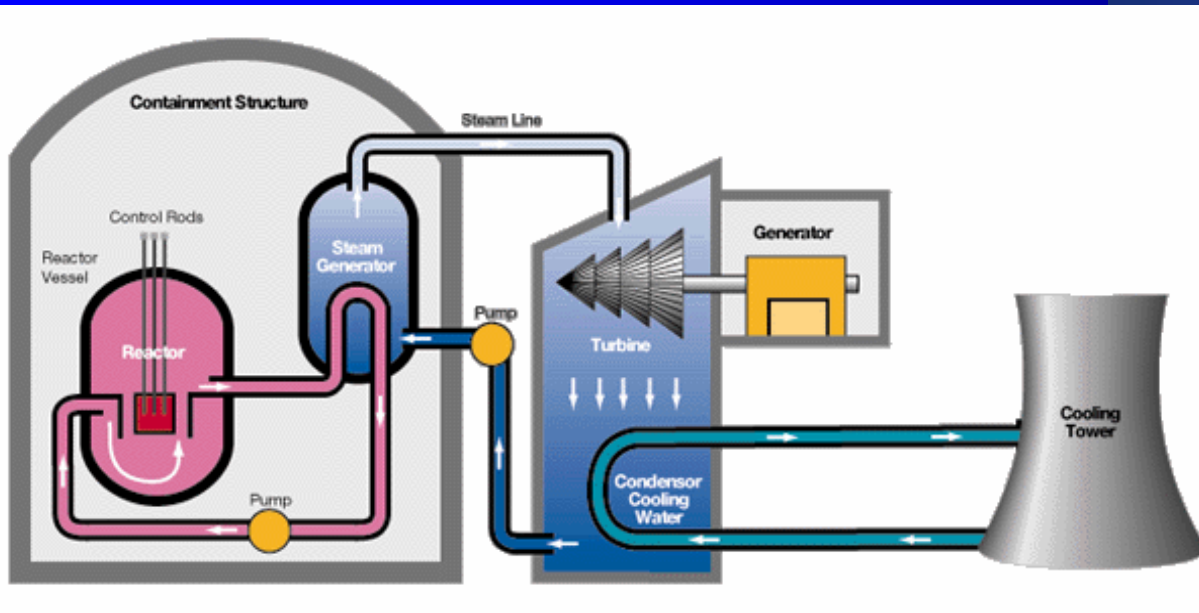 Containment Structure
Steam Line
Control Rods
Reactor
Vessel
Steam
Generator
Generator
Pump
Reactor
Turbine
Cooling
Tower
Condensor
Cooling
Water
Pump